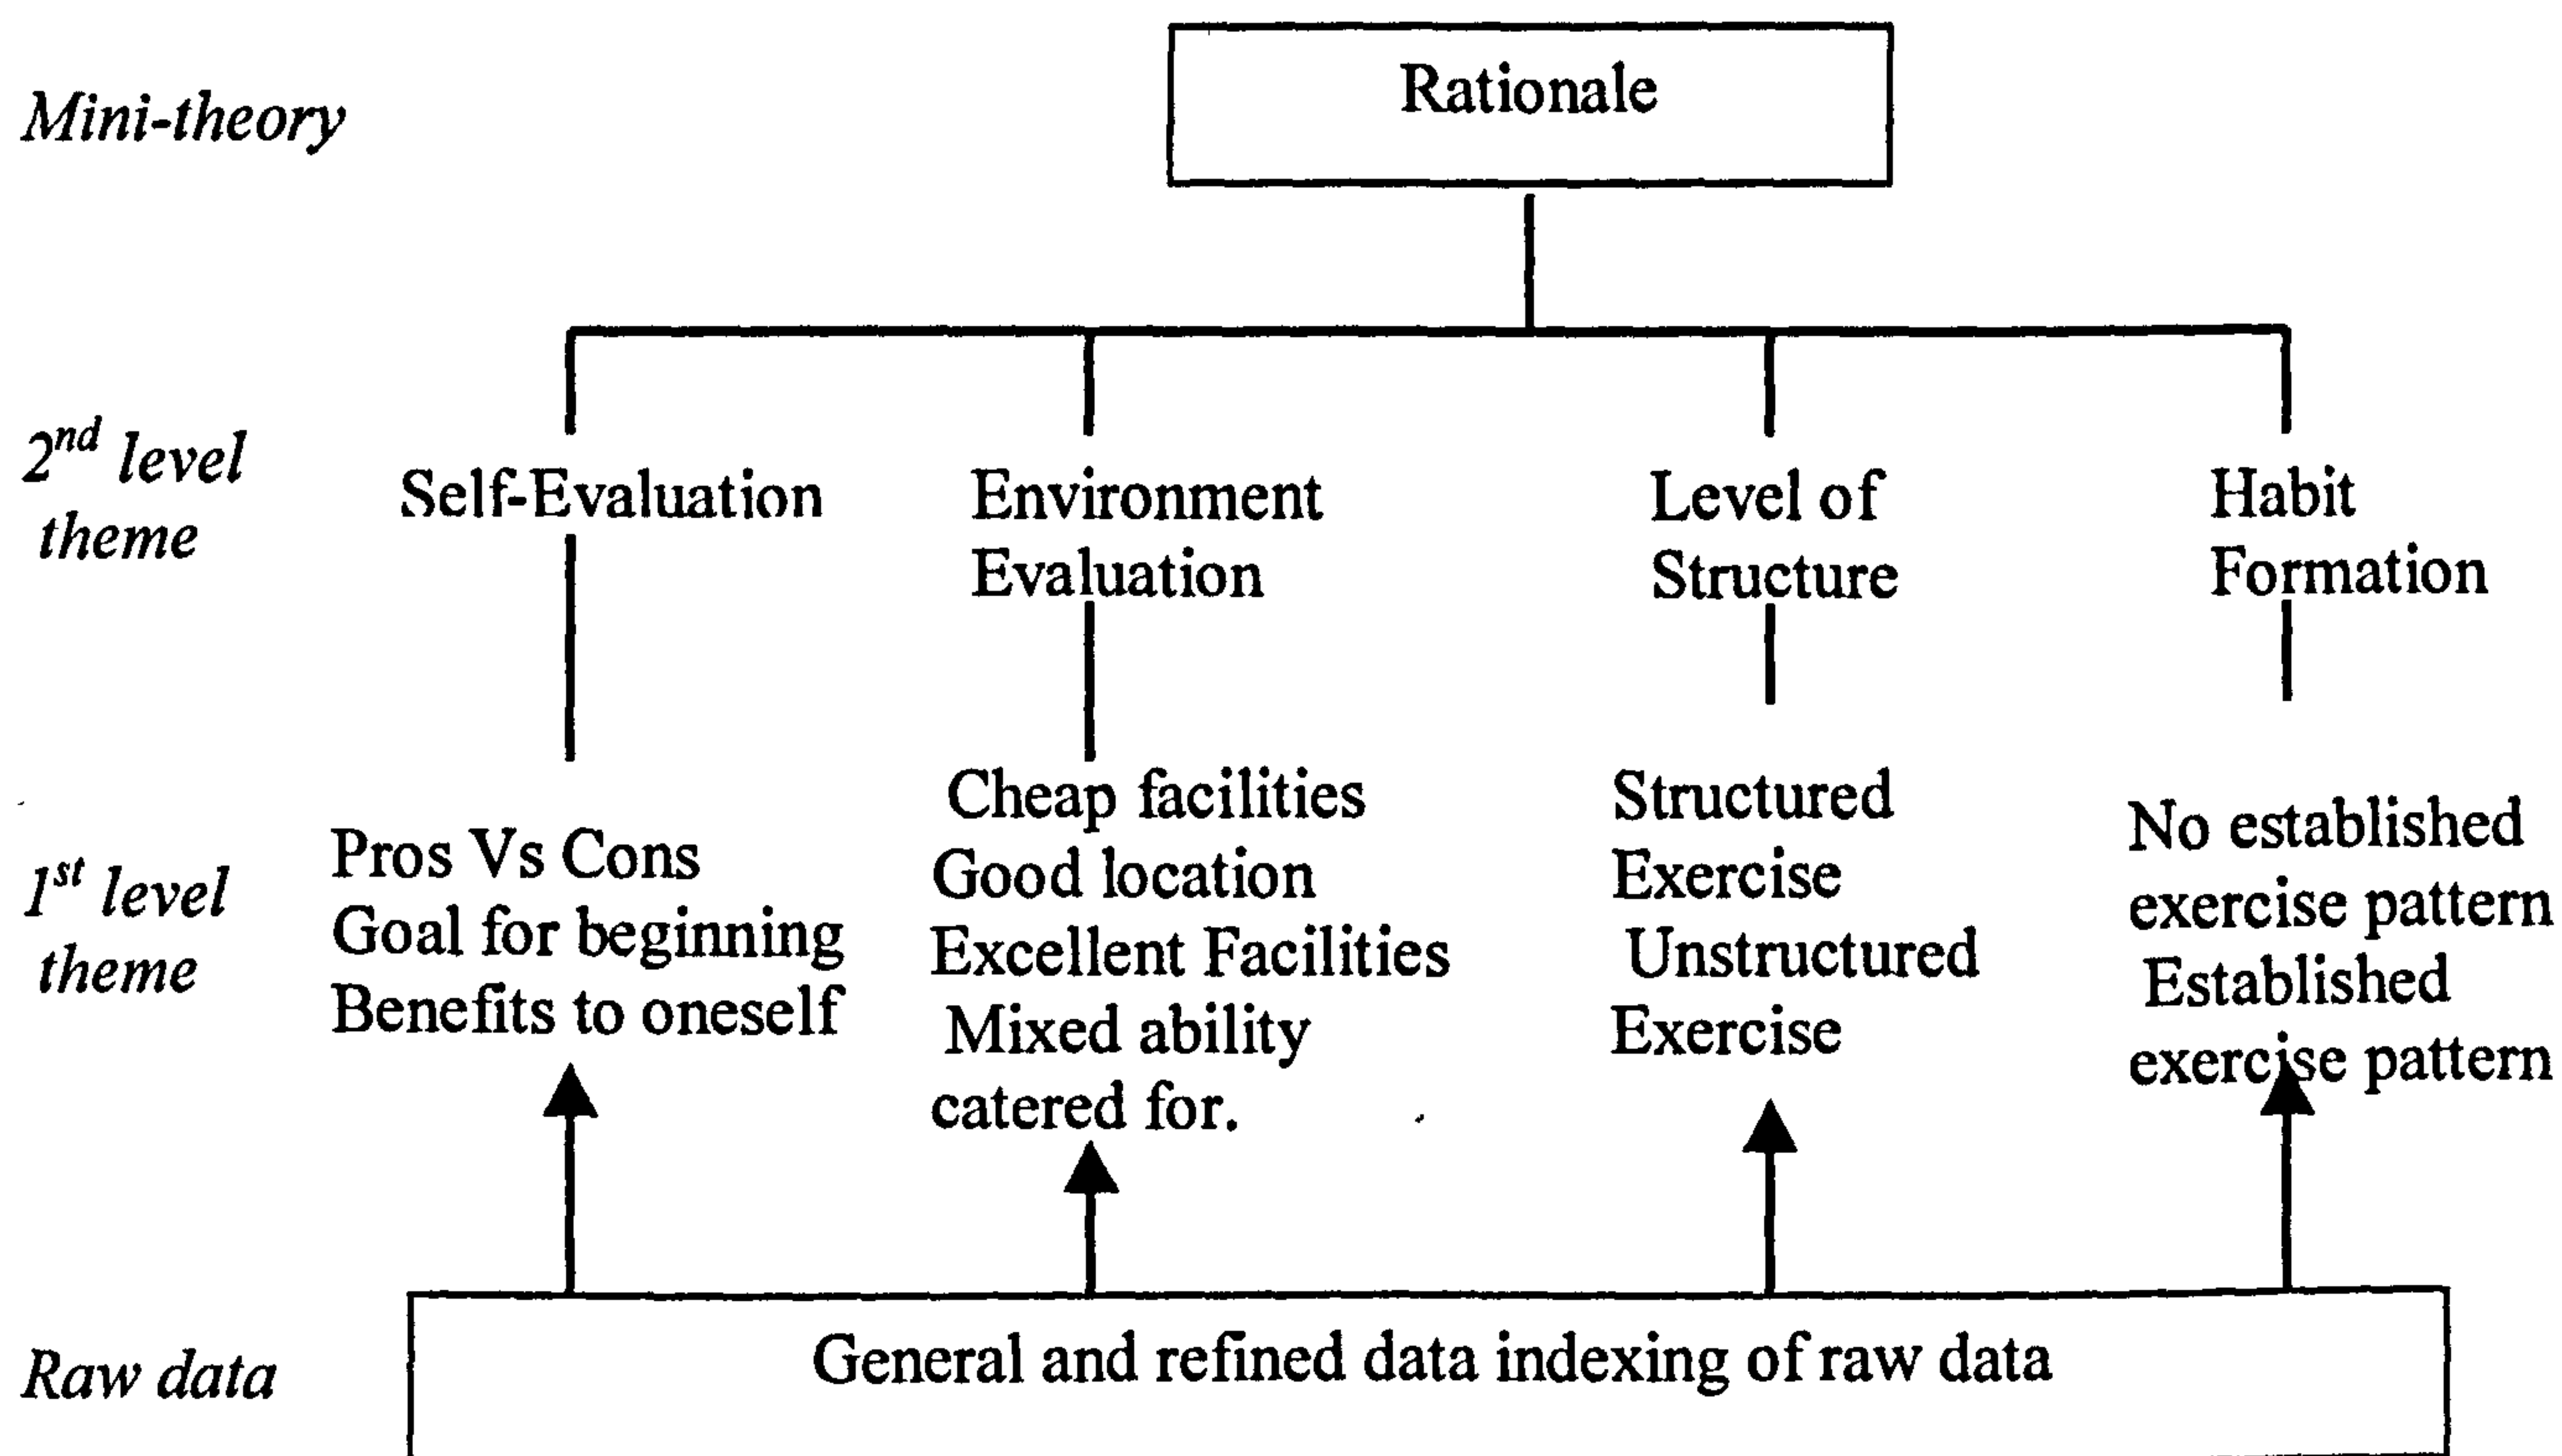 Mini-theory
Rationale
2nd level
theme
Self-Evaluation
Environment
Evaluation
Level of
Structure
Habit
Formation
1st level
theme
Pros Vs Cons
Goal for beginning
Benefits to oneself
Cheap facilities
Good location
Excellent Facilities
Mixed ability
catered for.
Structured
Exercise
Unstructured
Exercise
No established
exercise pattern
Established
exercise pattern
Raw data
General and refined data indexing of raw data